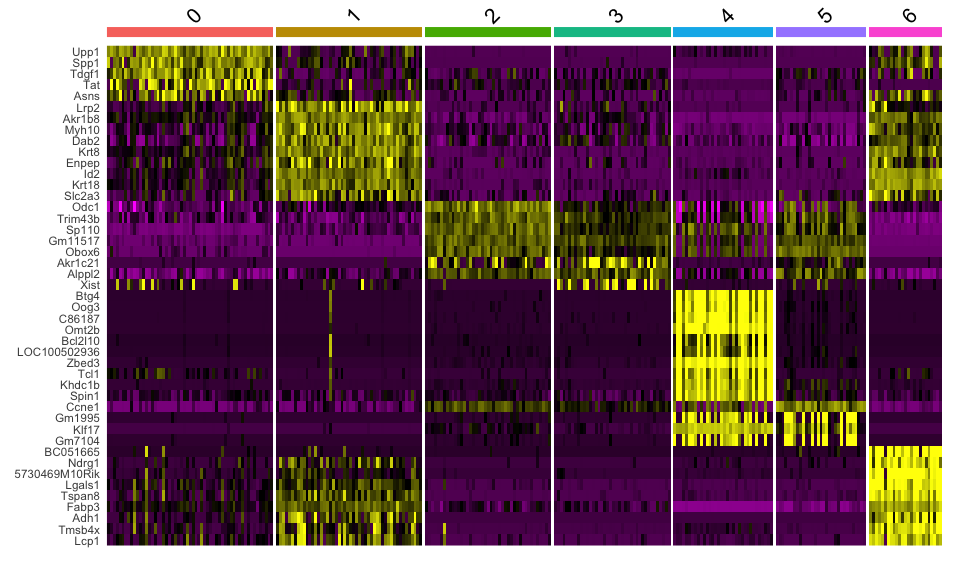 0 1 2 3 4 5 6
Upp1
Spp1
Tdgf1
Tat
Asns
Lrp2
Akr1b8
Myh10
Dab2
Krt8
Enpep
Id2
Krt18
Slc2a3
Odc1
Trim43b
Sp110
Gm11517
Obox6
Akr1c21
Alppl2
Xist
Btg4
Oog3
C86187
Omt2b
Bcl2l10
LOC100502936
Zbed3
Tcl1
Khdc1b
Spin1
Ccne1
Gm1995
Klf17
Gm7104
BC051665
Ndrg1
5730469M10Rik
Lgals1
Tspan8
Fabp3
Adh1
Tmsb4x
Lcp1